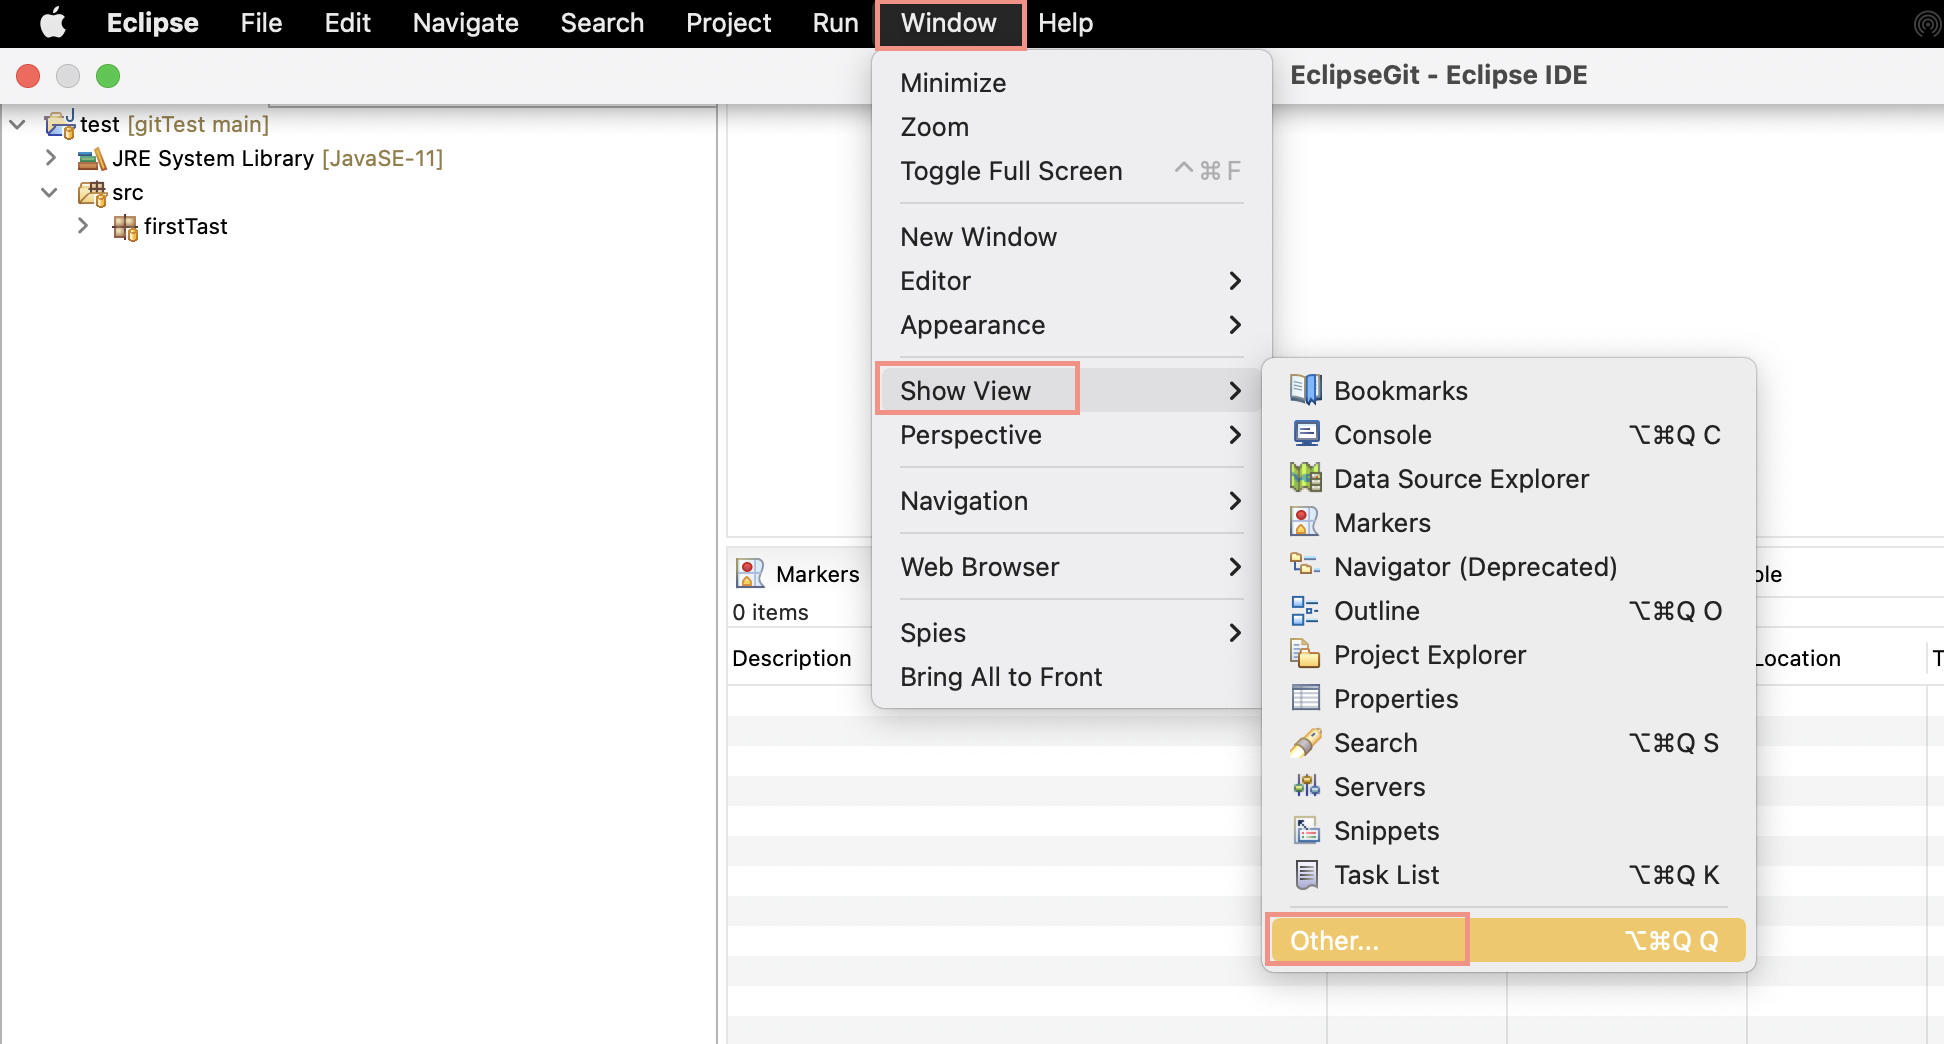 Eclipse File Edit Navigate Search Project Run Window Help
EclipseGit - Eclipse IDE
test [gitTest main]
JRE System Library [JavaSE-11]
src
firstTast
Minimize
Zoom
Toggle Full Screen ^⌘F
New Window
Editor
Appearance
Show View
Perspective
Navigation
Web Browser
Spies
Bring All to Front
Bookmarks
Console ⌥⌘Q C
Data Source Explorer
Markers
Navigator (Deprecated)
Outline ⌥⌘Q O
Project Explorer
Properties
Search ⌥⌘Q S
Servers
Snippets
Task List ⌥⌘Q K
Other... ⌥⌘Q Q
Markers
0 items
Description Location